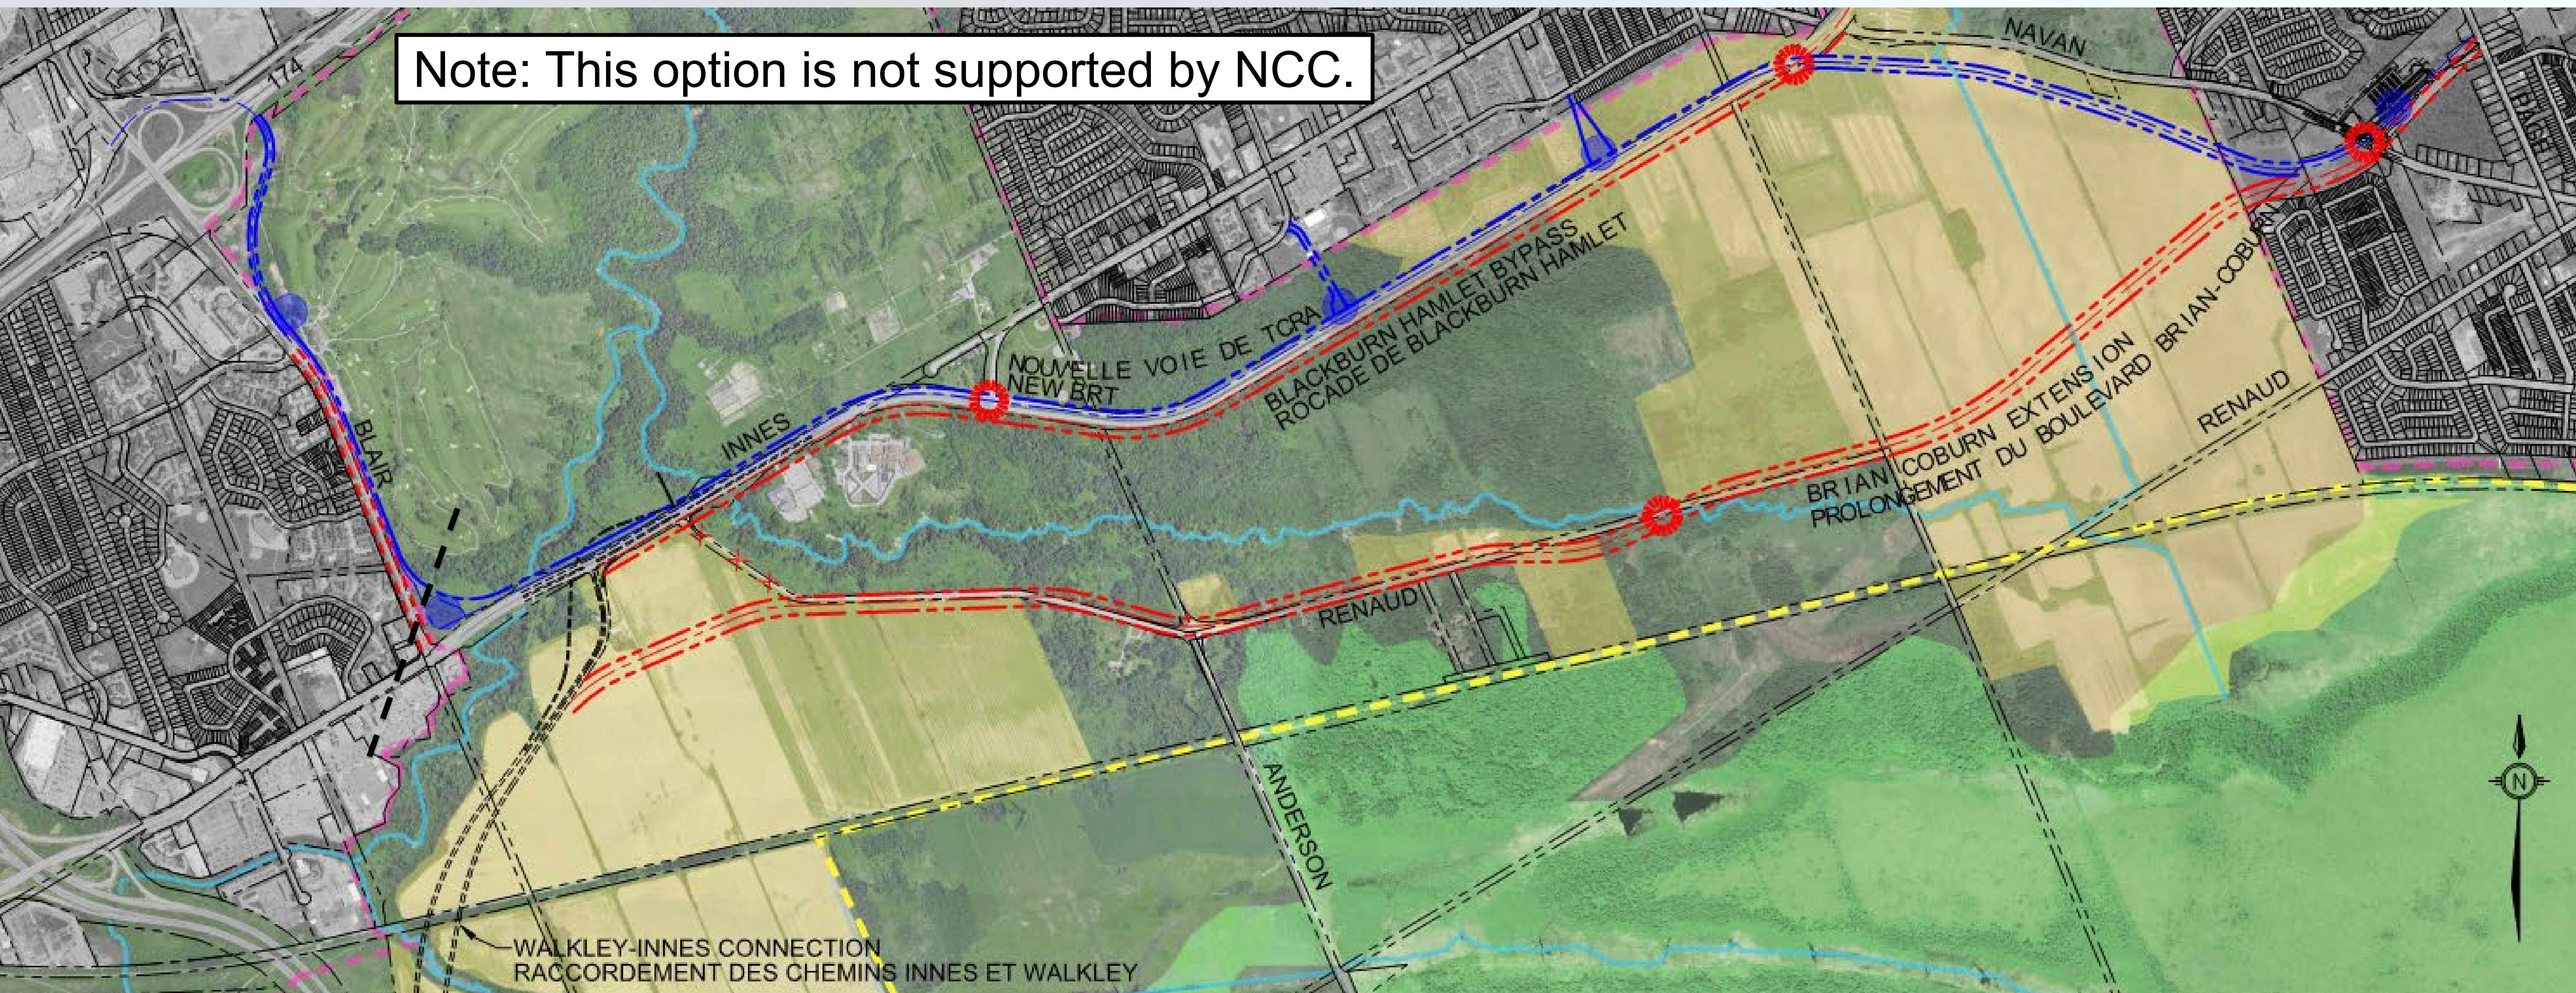 Note: This option is not supported by NCC.
174
NAVAN
PAGE
BLAIR
INNES
NOUVELLE VOIE DE TCRA
NEW BRT
BLACKBURN HAMLET BYPASS
ROCADE DE BLACKBURN HAMLET
BRIAN COBURN EXTENSION
PROLONGEMENT DU BOULEVARD BRIAN-COBURN
RENAUD
RENAUD
ANDERSON
N
WALKLEY-INNES CONNECTION
RACCORDEMENT DES CHEMINS INNES ET WALKLEY